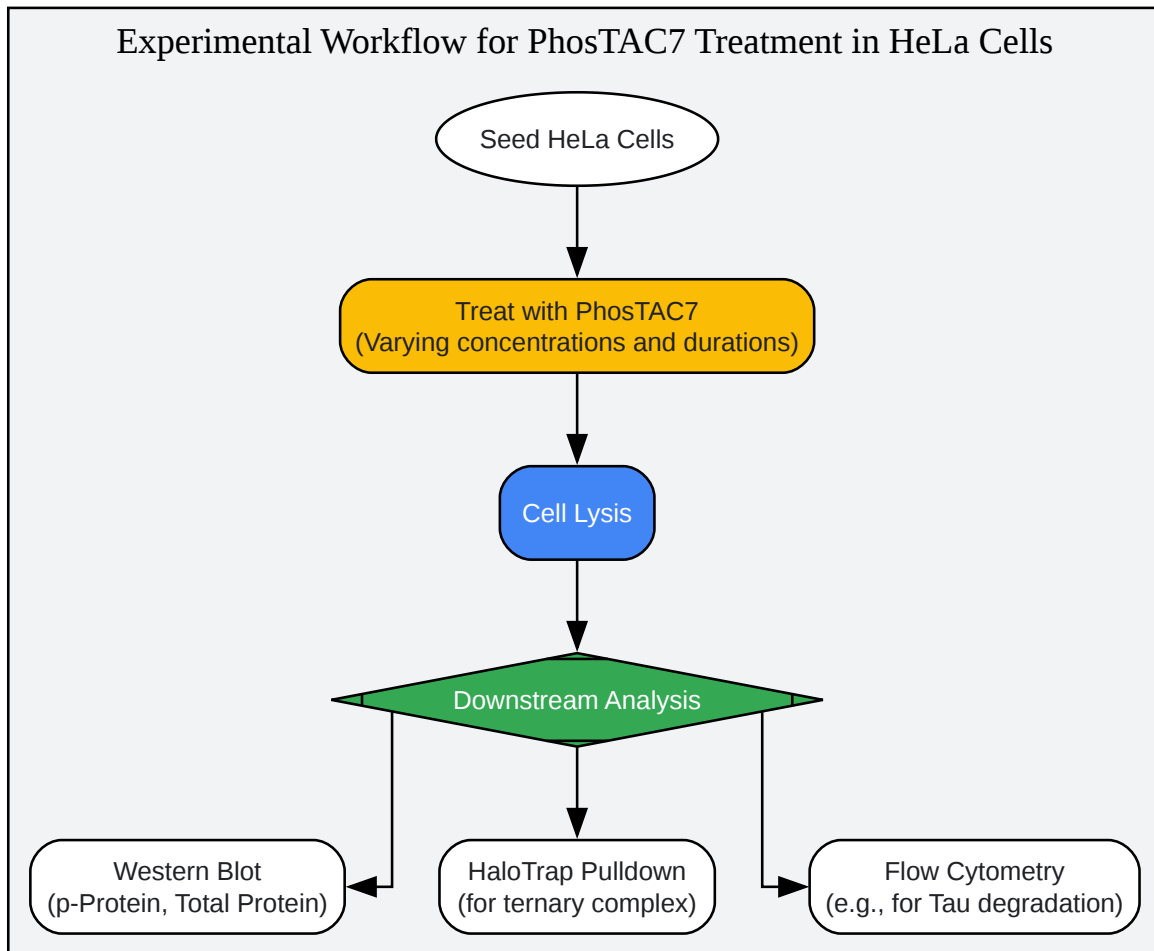 Experimental Workflow for PhosTAC7 Treatment in HeLa Cells
Seed HeLa Cells
Treat with PhosTAC7
(Varying concentrations and durations)
Cell Lysis
Downstream Analysis
Western Blot
(p-Protein, Total Protein)
HaloTrap Pulldown
(for ternary complex)
Flow Cytometry
(e.g., for Tau degradation)